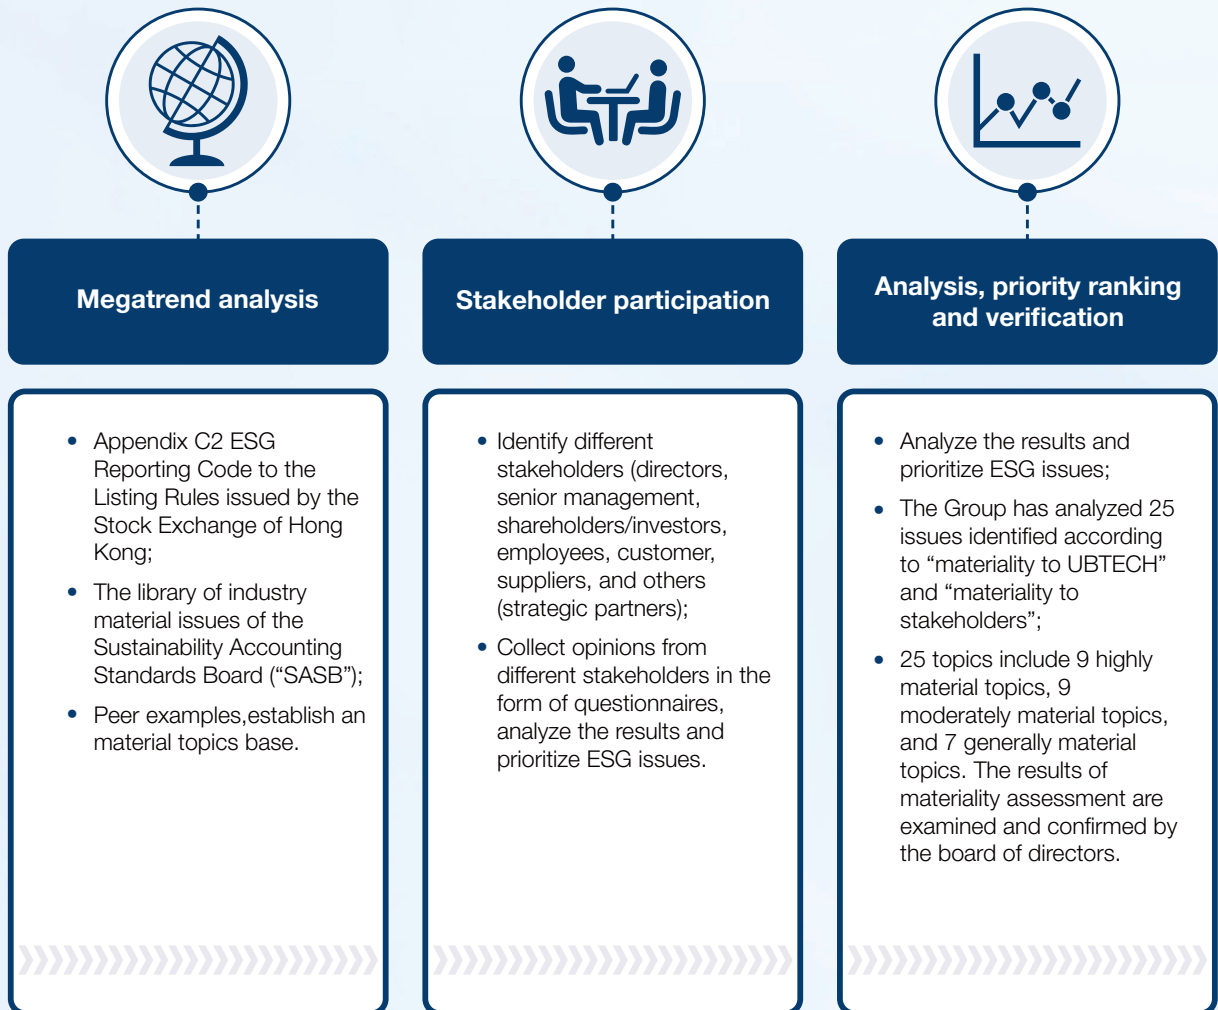 Megatrend analysis
• Appendix C2 ESG
Reporting Code to the
Listing Rules issued by the
Stock Exchange of Hong
Kong;
• The library of industry
material issues of the
Sustainability Accounting
Standards Board (“SASB”);
• Peer examples,establish an
material topics base.
Stakeholder participation
• Identify different
stakeholders (directors,
senior management,
shareholders/investors,
employees, customer,
suppliers, and others
(strategic partners);
• Collect opinions from
different stakeholders in the
form of questionnaires,
analyze the results and
prioritize ESG issues.
Analysis, priority ranking
and verification
• Analyze the results and
prioritize ESG issues;
• The Group has analyzed 25
issues identified according
to “materiality to UBTECH”
and “materiality to
stakeholders”;
• 25 topics include 9 highly
material topics, 9
moderately material topics,
and 7 generally material
topics. The results of
materiality assessment are
examined and confirmed by
the board of directors.